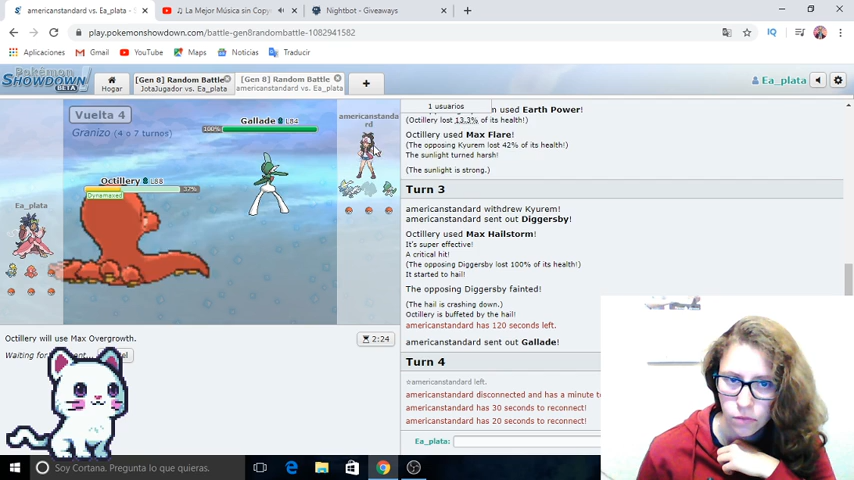 americanstandard vs. Ea_plata
La Mejor Música sin Copy
Nightbot - Giveaways
play.pokemonshowdown.com/battle-gen8randombattle-1082941582
Aplicaciones
Gmail
YouTube
Maps
Noticias
Traducir
Pokémon
SHOWDOWN
BETA
Hogar
[Gen 8] Random Battle
JotaJugador vs. Ea_plata
[Gen 8] Random Battle
americanstandard vs. Ea_plata
Ea_plata
Vuelta 4
Granizo (4 o 7 turnos)
100%
Gallade L84
Octillery L88
37%
Dynamaxed
Ea_plata
americanstanda
rd
1 usuarios
used Earth Power!
(Octillery lost 13.3% of its health!)
Octillery used Max Flare!
(The opposing Kyurem lost 42% of its health!)
The sunlight turned harsh!
(The sunlight is strong.)
Turn 3
americanstandard withdrew Kyurem!
americanstandard sent out Diggersby!
Octillery used Max Hailstorm!
It's super effective!
A critical hit!
(The opposing Diggersby lost 100% of its health!)
It started to hail!
The opposing Diggersby fainted!
(The hail is crashing down.)
Octillery is buffeted by the hail!
americanstandard has 120 seconds left.
americanstandard sent out Gallade!
Turn 4
☆americanstandard left.
americanstandard disconnected and has a minute to
americanstandard has 30 seconds to reconnect!
americanstandard has 20 seconds to reconnect!
Ea_plata:
Octillery will use Max Overgrowth.
Waiting for
2:24
Soy Cortana. Pregunta lo que quieras.